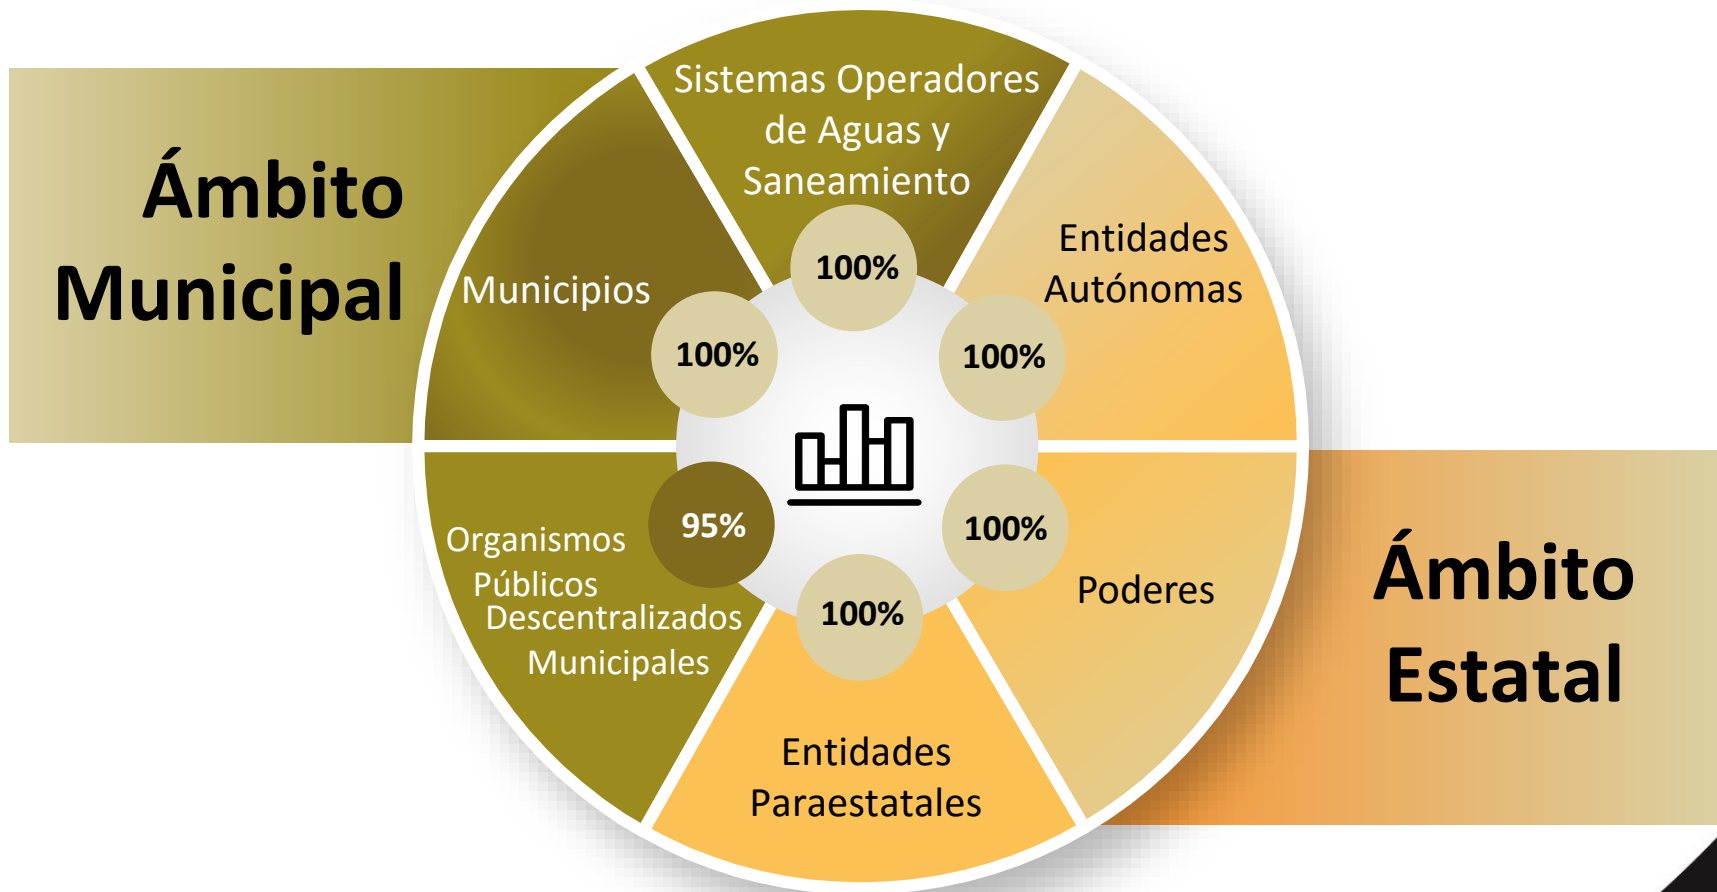 Ámbito
Municipal
Sistemas Operadores
de Aguas y
Saneamiento
100%
Municipios
100%
Entidades
Autónomas
100%
Organismos
Públicos
Descentralizados
Municipales
95%
Poderes
100%
Entidades
Paraestatales
100%
Ámbito
Estatal